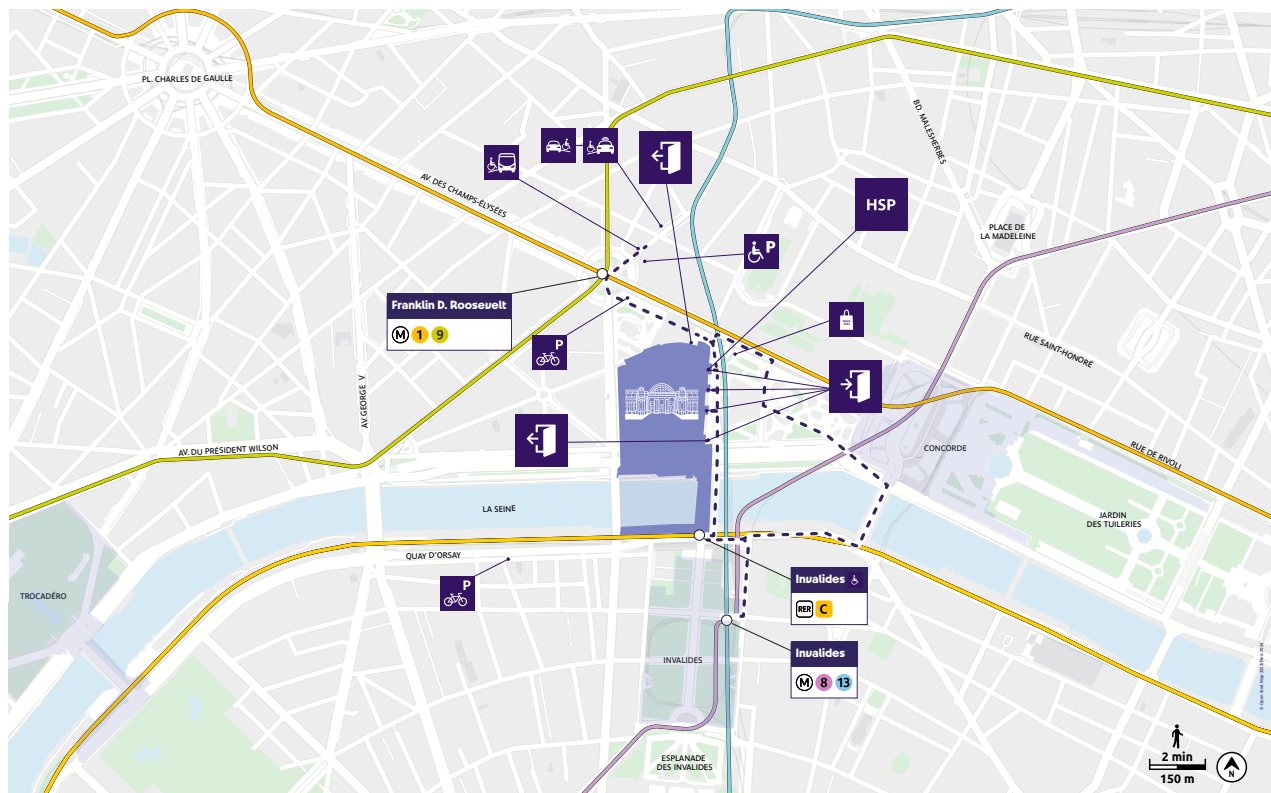 PL. CHARLES DE GAULLE
BD. MALESHERBES
AV. DES CHAMPS-ÉLYSÉES
HSP
PLACE DE
LA MADELEINE
P
Franklin D. Roosevelt
M 1 9
P
RUE SAINT-HONORÉ
AV.GEORGE V
AV. DU PRÉSIDENT WILSON
CONCORDE
RUE DE RIVOLI
LA SEINE
JARDIN
DES TUILERIES
QUAY D'ORSAY
P
TROCADÉRO
Invalides
RER C
Invalides
M 8 13
INVALIDES
ESPLANADE
DES INVALIDES
2 min
150 m
N